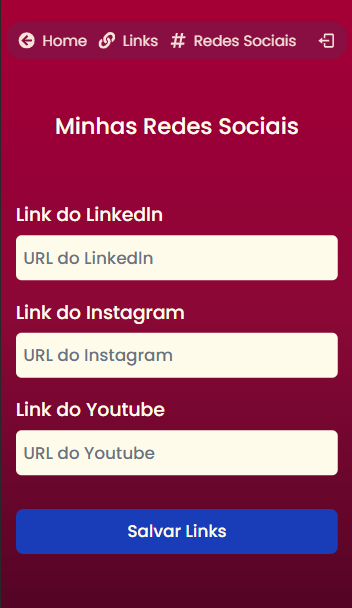 Home Links Redes Sociais
Minhas Redes Sociais
Link do LinkedIn
URL do LinkedIn
Link do Instagram
URL do Instagram
Link do Youtube
URL do Youtube
Salvar Links